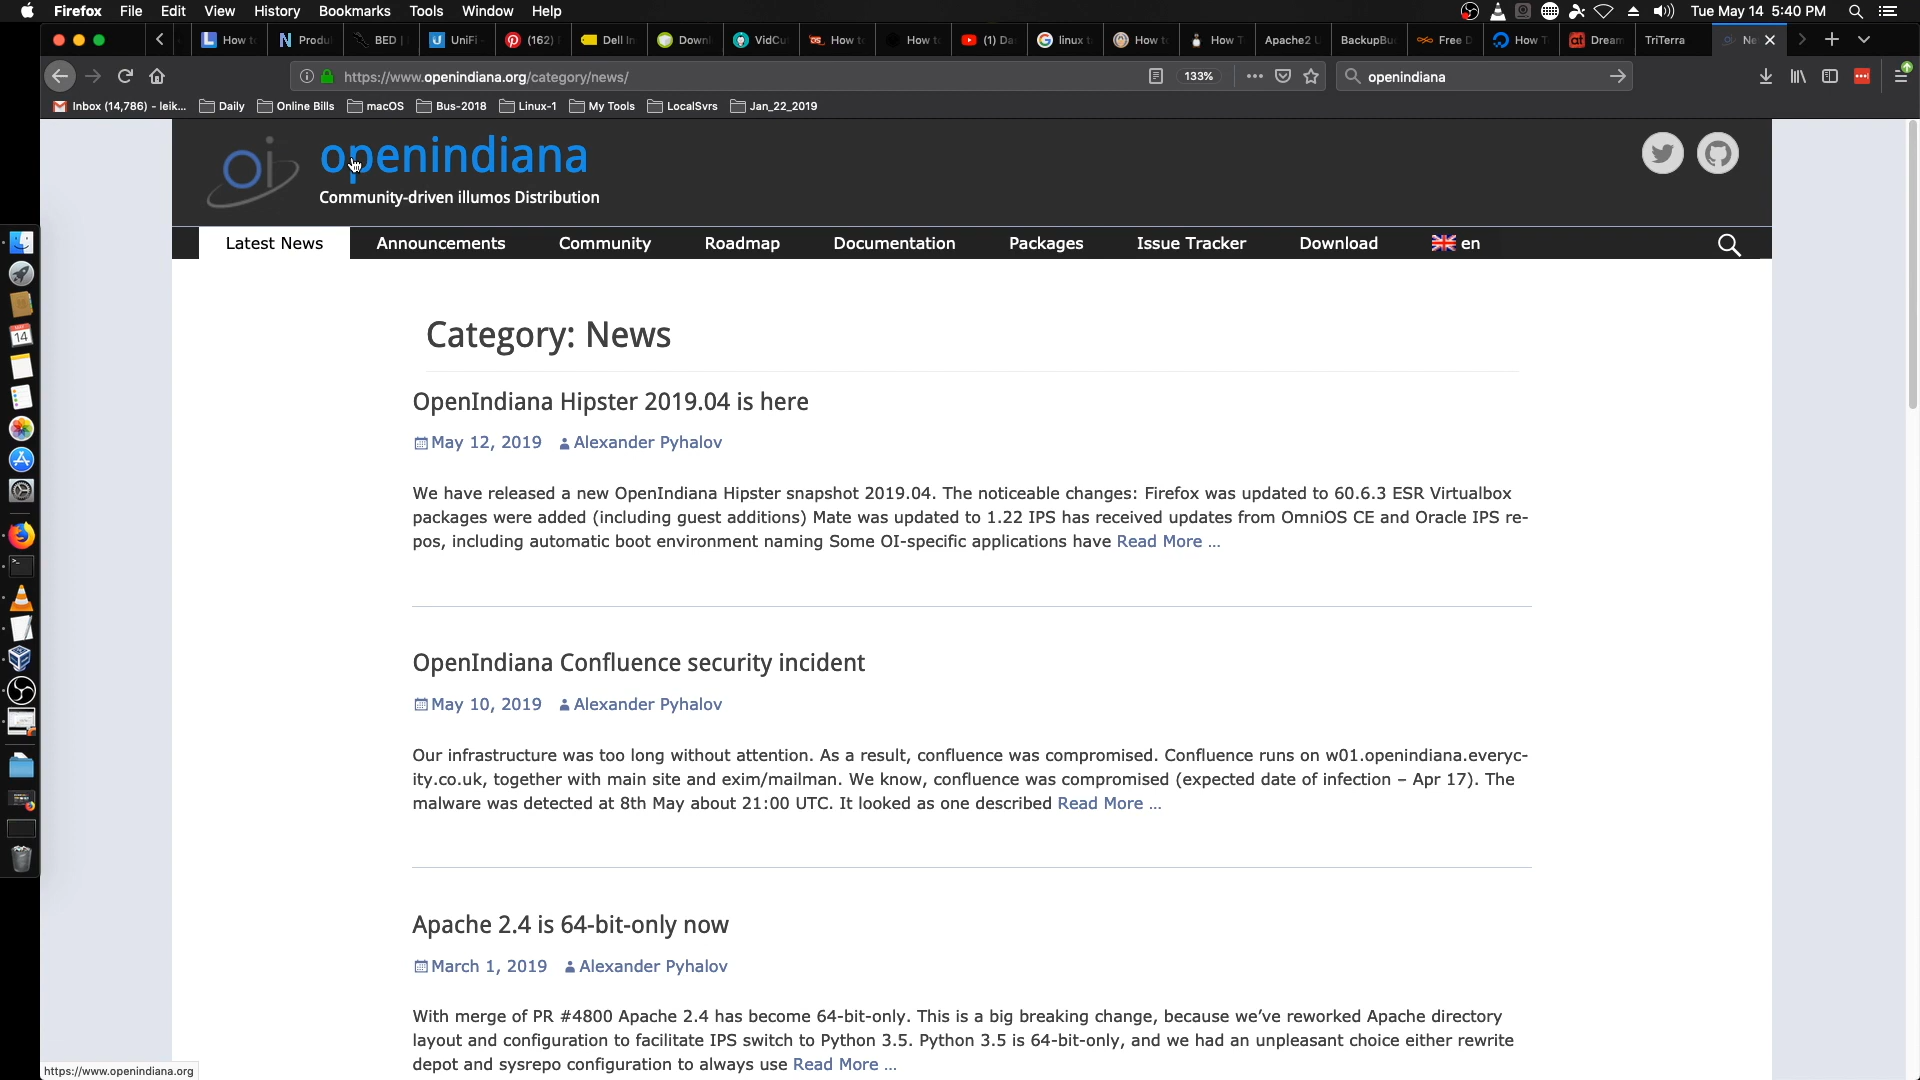 Firefox File Edit View History Bookmarks Tools Window Help Tue May 14 5:40 PM
How t Produ BED | UniFi - (162) Dell In Downl VidCu How to How to (1) Da linux t How to How T Apache2 U BackupBu Free D How T Dream TriTerra Ne
https://www.openindiana.org/category/news/ 133% openindiana
Inbox (14,786) - leik... Daily Online Bills macOS Bus-2018 Linux-1 My Tools LocalSvrs Jan_22_2019
oi openindiana
Community-driven illumos Distribution
Latest News Announcements Community Roadmap Documentation Packages Issue Tracker Download en
Category: News
OpenIndiana Hipster 2019.04 is here
May 12, 2019 Alexander Pyhalov
We have released a new OpenIndiana Hipster snapshot 2019.04. The noticeable changes: Firefox was updated to 60.6.3 ESR Virtualbox
packages were added (including guest additions) Mate was updated to 1.22 IPS has received updates from OmniOS CE and Oracle IPS re-
pos, including automatic boot environment naming Some OI-specific applications have Read More ...
OpenIndiana Confluence security incident
May 10, 2019 Alexander Pyhalov
Our infrastructure was too long without attention. As a result, confluence was compromised. Confluence runs on w01.openindiana.everyc-
ity.co.uk, together with main site and exim/mailman. We know, confluence was compromised (expected date of infection – Apr 17). The
malware was detected at 8th May about 21:00 UTC. It looked as one described Read More ...
Apache 2.4 is 64-bit-only now
March 1, 2019 Alexander Pyhalov
With merge of PR #4800 Apache 2.4 has become 64-bit-only. This is a big breaking change, because we've reworked Apache directory
layout and configuration to facilitate IPS switch to Python 3.5. Python 3.5 is 64-bit-only, and we had an unpleasant choice either rewrite
depot and sysrepo configuration to always use Read More ...
https://www.openindiana.org